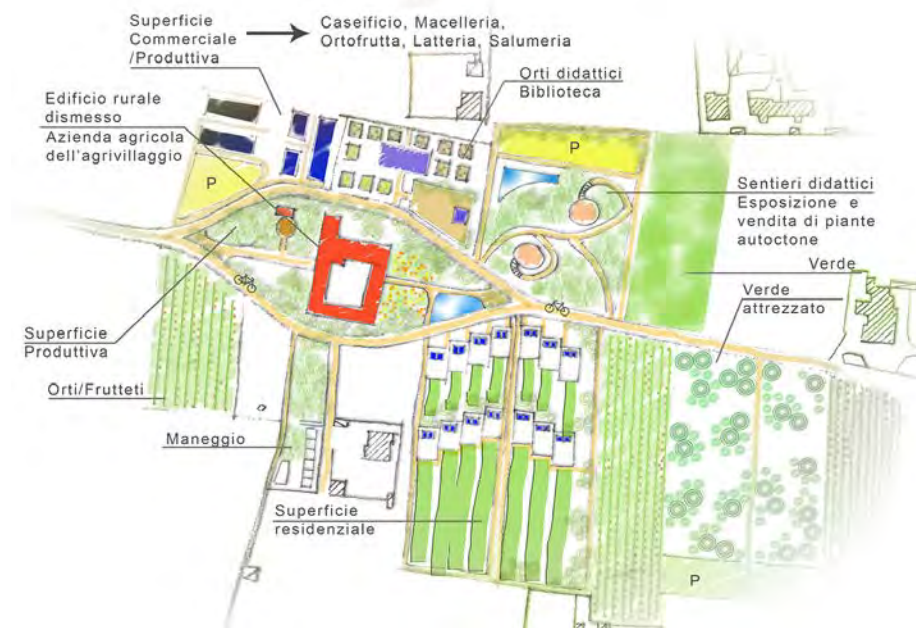 Superficie
Commerciale
/Produttiva
Caseificio, Macelleria,
Ortofrutta, Latteria, Salumeria
Orti didattici
Biblioteca
Edificio rurale
dismesso
Azienda agricola
dell'agrivillaggio
P
P
Sentieri didattici
Esposizione e
vendita di piante
autoctone
Verde
Verde
attrezzato
Superficie
Produttiva
Orti/Frutteti
Maneggio
Superficie
residenziale
P